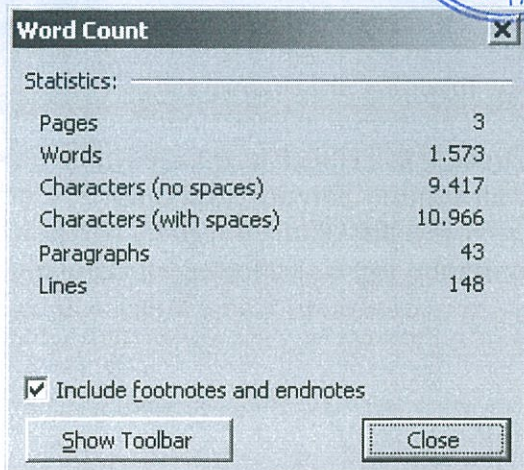 Word Count
Statistics:
Pages 3
Words 1.573
Characters (no spaces) 9.417
Characters (with spaces) 10.966
Paragraphs 43
Lines 148
Include footnotes and endnotes
Show Toolbar Close